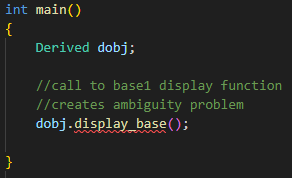 int main()
{
Derived dobj;
//call to base1 display function
//creates ambiguity problem
dobj.display_base();
}